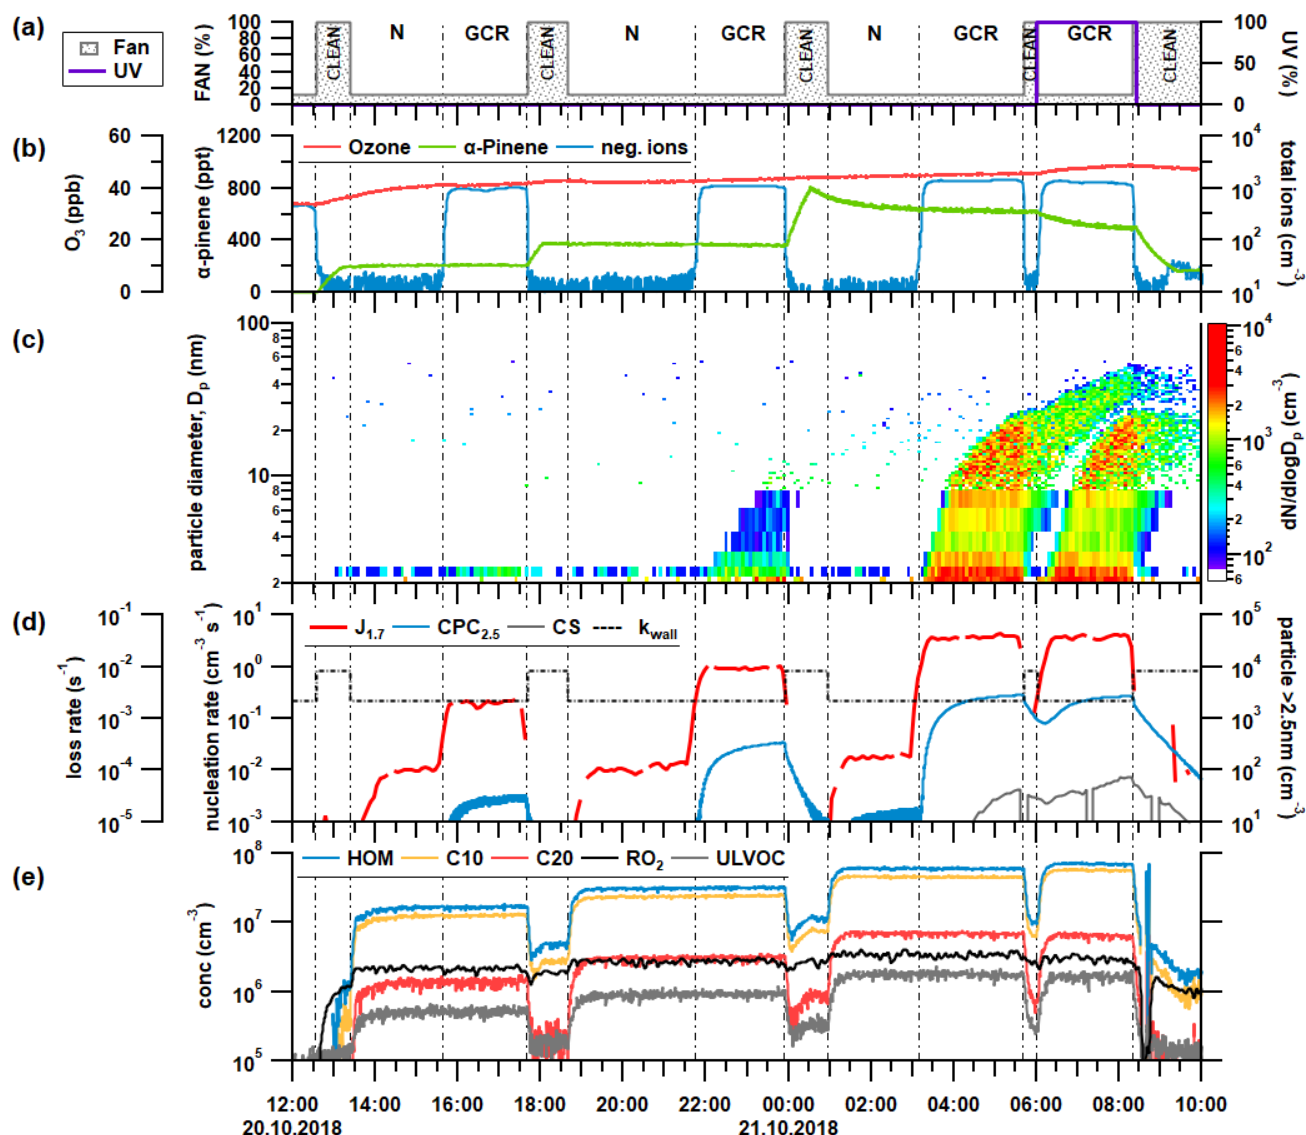 (a)
Fan
UV
FAN (%)
100
80
60
40
20
0
CLEAN
N
GCR
CLEAN
N
GCR
CLEAN
N
CLEAN
GCR
CLEAN
100
50
0
UV (%)
(b)
O3 (ppb)
60
40
20
0
α-pinene (ppt)
1200
800
400
0
Ozone α-Pinene neg. ions
10^4
10^3
10^2
10^1
total ions (cm^-3)
(c)
particle diameter, Dp (nm)
100
8
6
4
2
10
8
6
4
2
10^4
6
4
2
10^3
6
4
2
10^2
6
dN/dlogDp (cm^-3)
(d)
loss rate (s^-1)
10^-1
10^-2
10^-3
10^-4
10^-5
nucleation rate (cm^-3 s^-1)
10^1
10^0
10^-1
10^-2
10^-3
J1.7 CPC2.5 CS kwall
10^5
10^4
10^3
10^2
10^1
particle >2.5nm (cm^-3)
(e)
conc (cm^-3)
10^8
10^7
10^6
10^5
HOM C10 C20 RO2 ULVOC
12:00 14:00 16:00 18:00 20:00 22:00 00:00 02:00 04:00 06:00 08:00 10:00
20.10.2018 21.10.2018